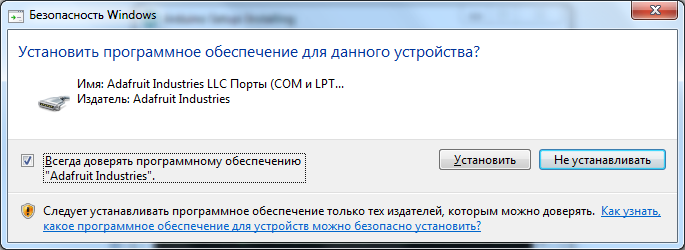 Безопасность Windows
Установить программное обеспечение для данного устройства?
Имя: Adafruit Industries LLC Порты (COM и LPT...
Издатель: Adafruit Industries
Всегда доверять программному обеспечению
"Adafruit Industries".
Установить
Не устанавливать
Следует устанавливать программное обеспечение только тех издателей, которым можно доверять. Как узнать,
какое программное обеспечение для устройств можно безопасно установить?